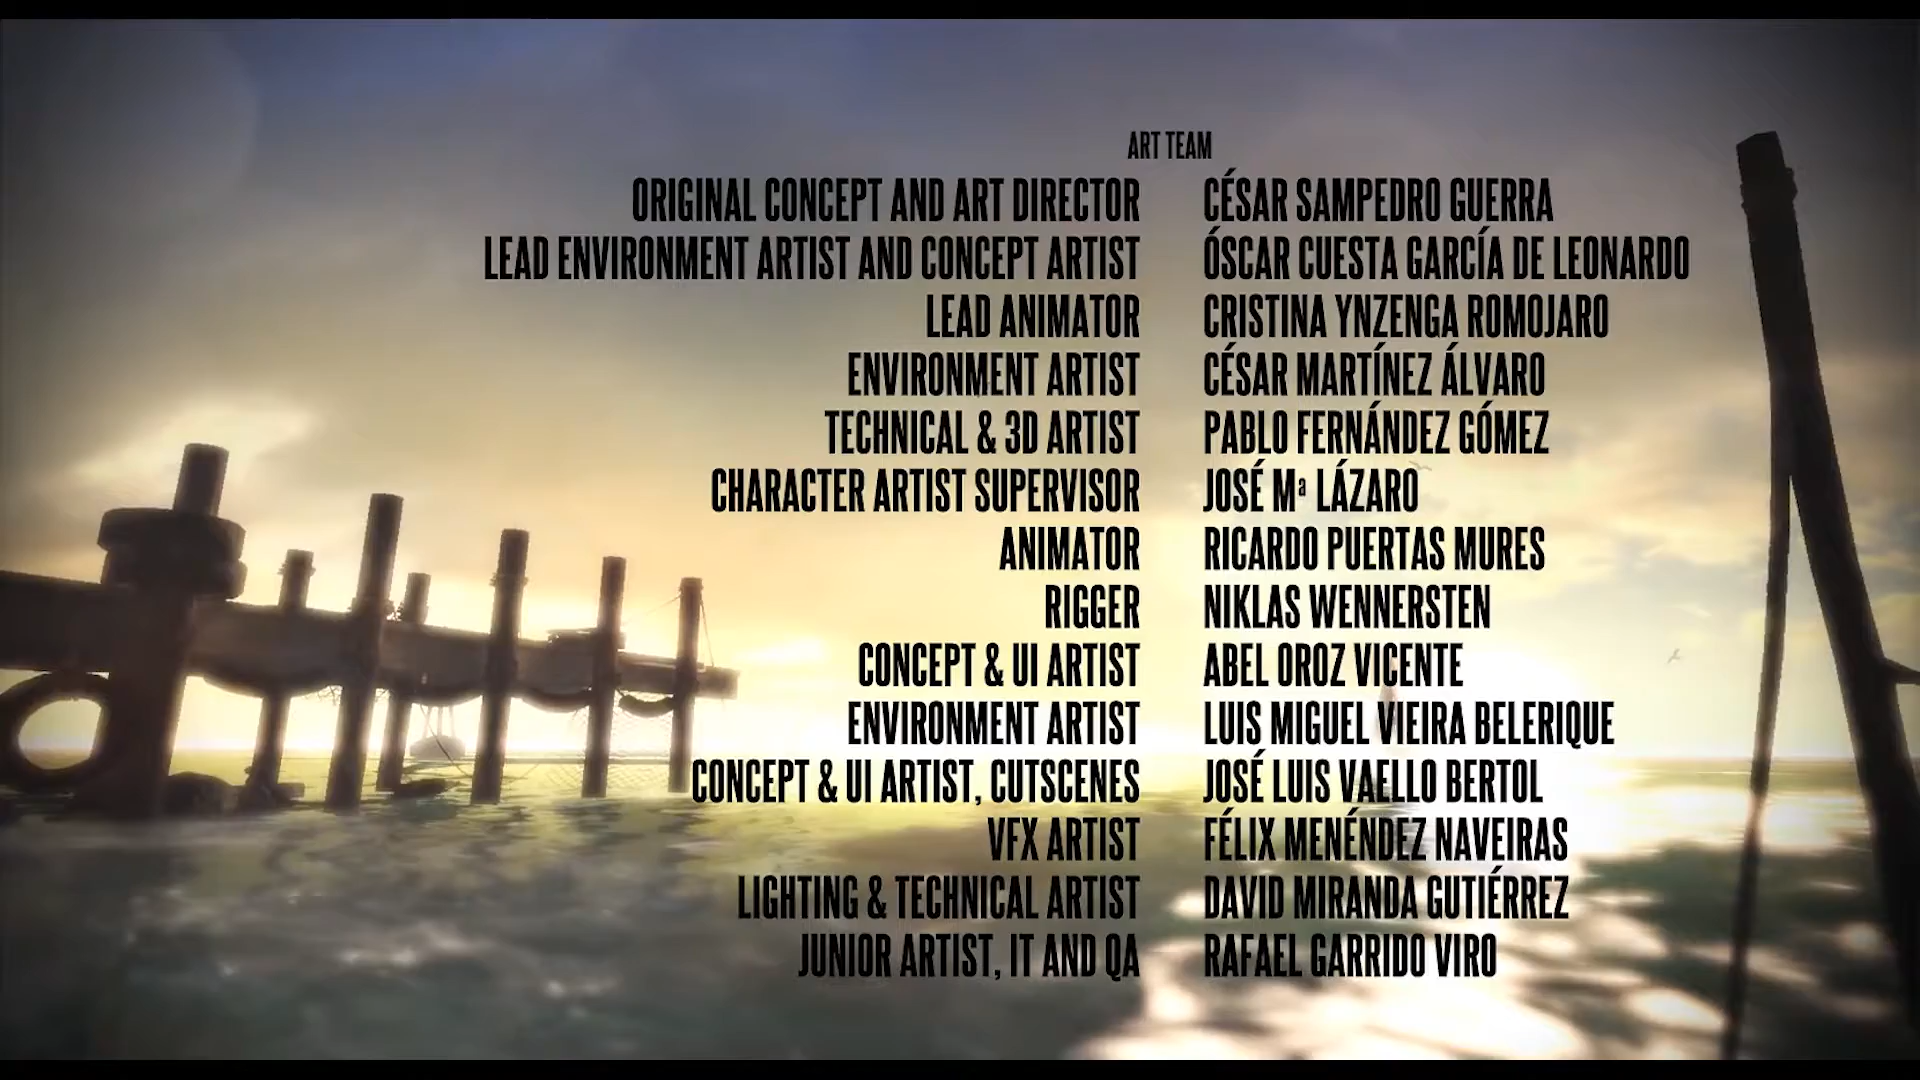 ART TEAM
ORIGINAL CONCEPT AND ART DIRECTOR CÉSAR SAMPEDRO GUERRA
LEAD ENVIRONMENT ARTIST AND CONCEPT ARTIST ÓSCAR CUESTA GARCÍA DE LEONARDO
LEAD ANIMATOR CRISTINA YNZENGA ROMOJARO
ENVIRONMENT ARTIST CÉSAR MARTÍNEZ ÁLVARO
TECHNICAL & 3D ARTIST PABLO FERNÁNDEZ GÓMEZ
CHARACTER ARTIST SUPERVISOR JOSÉ Mª LÁZARO
ANIMATOR RICARDO PUERTAS MURES
RIGGER NIKLAS WENNERSTEN
CONCEPT & UI ARTIST ABEL OROZ VICENTE
ENVIRONMENT ARTIST LUIS MIGUEL VIEIRA BELERIQUE
CONCEPT & UI ARTIST, CUTSCENES JOSÉ LUIS VAELLO BERTOL
VFX ARTIST FÉLIX MENÉNDEZ NAVEIRAS
LIGHTING & TECHNICAL ARTIST DAVID MIRANDA GUTIÉRREZ
JUNIOR ARTIST, IT AND QA RAFAEL GARRIDO VIRO